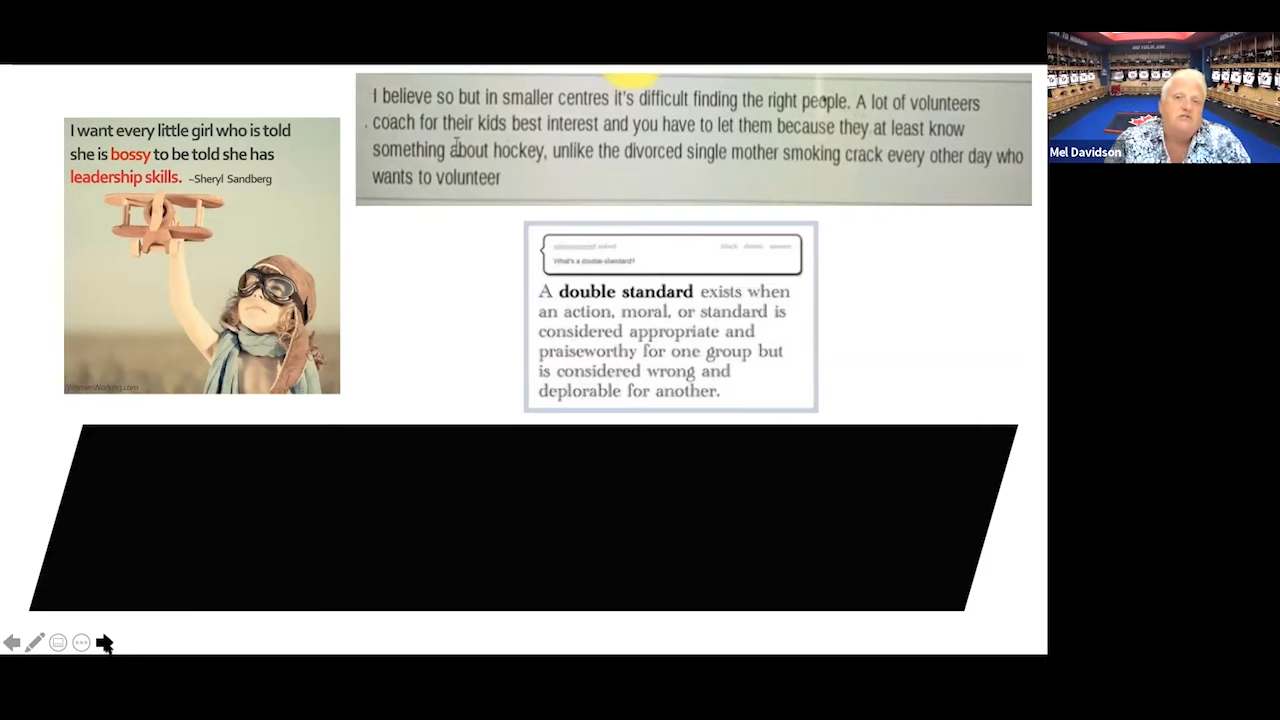 I want every little girl who is told
she is bossy to be told she has
leadership skills. ~Sheryl Sandberg
WomenWorking.com
I believe so but in smaller centres it's difficult finding the right people. A lot of volunteers
coach for their kids best interest and you have to let them because they at least know
something about hockey, unlike the divorced single mother smoking crack every other day who
wants to volunteer
asked
What's a double-standard?
A double standard exists when
an action, moral, or standard is
considered appropriate and
praiseworthy for one group but
is considered wrong and
deplorable for another.
Mel Davidson